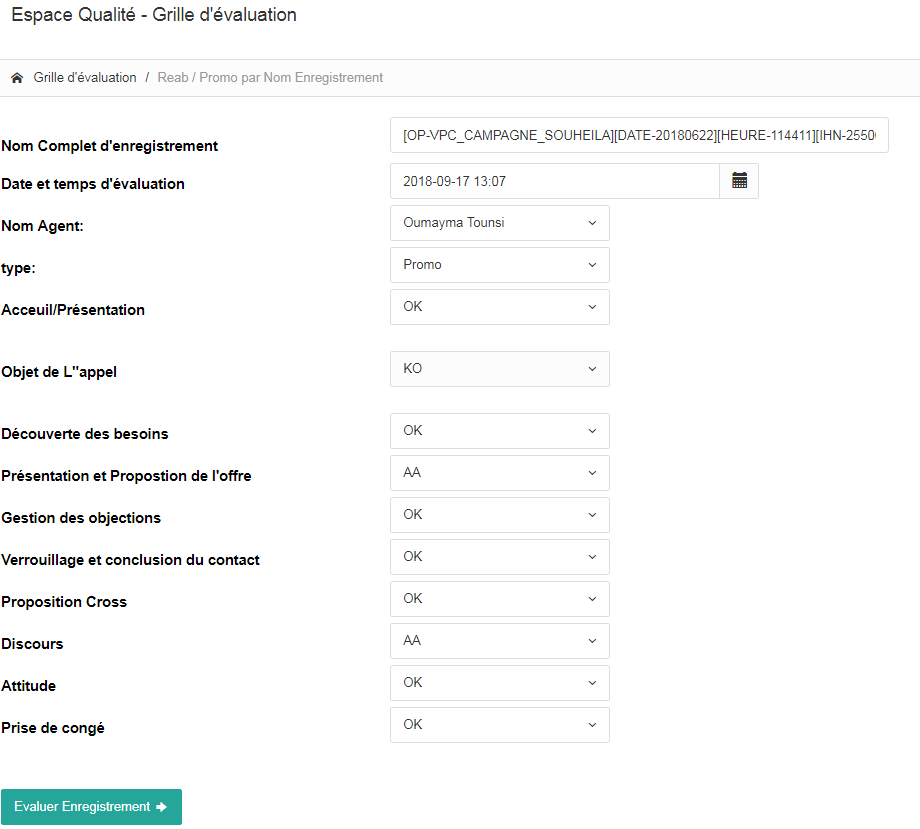 Espace Qualité - Grille d'évaluation
Grille d'évaluation / Reab / Promo par Nom Enregistrement
Nom Complet d'enregistrement [OP-VPC_CAMPAGNE_SOUHEILA][DATE-20180622][HEURE-114411][IHN-2550
Date et temps d'évaluation 2018-09-17 13:07
Nom Agent: Oumayma Tounsi
type: Promo
Acceuil/Présentation OK
Objet de L''appel KO
Découverte des besoins OK
Présentation et Propostion de l'offre AA
Gestion des objections OK
Verrouillage et conclusion du contact OK
Proposition Cross OK
Discours AA
Attitude OK
Prise de congé OK
Evaluer Enregistrement